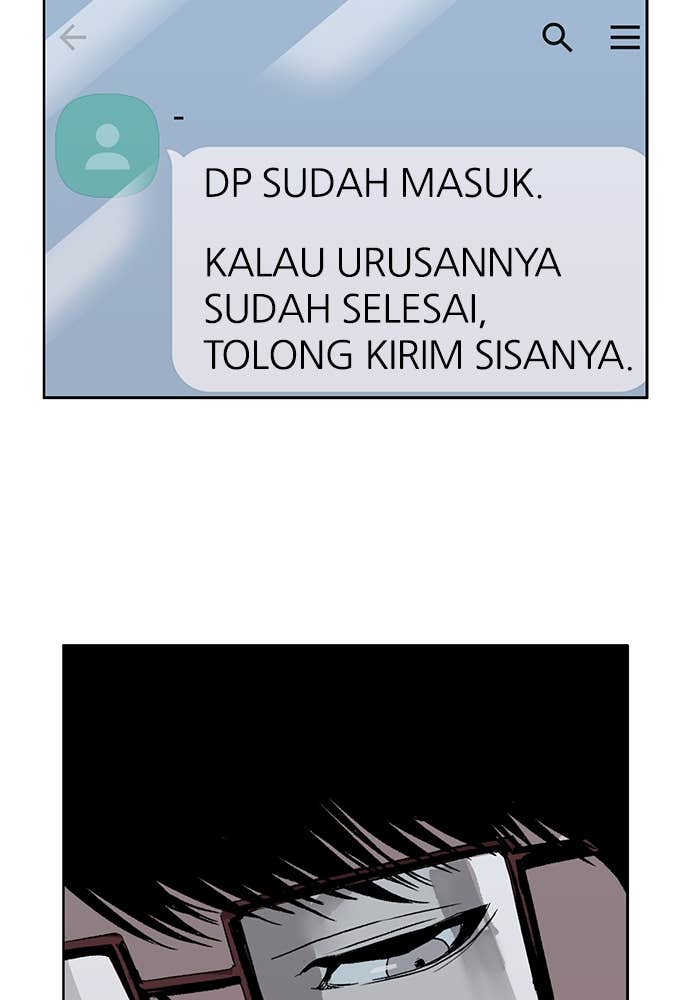 -
DP SUDAH MASUK.
KALAU URUSANNYA
SUDAH SELESAI,
TOLONG KIRIM SISANYA.